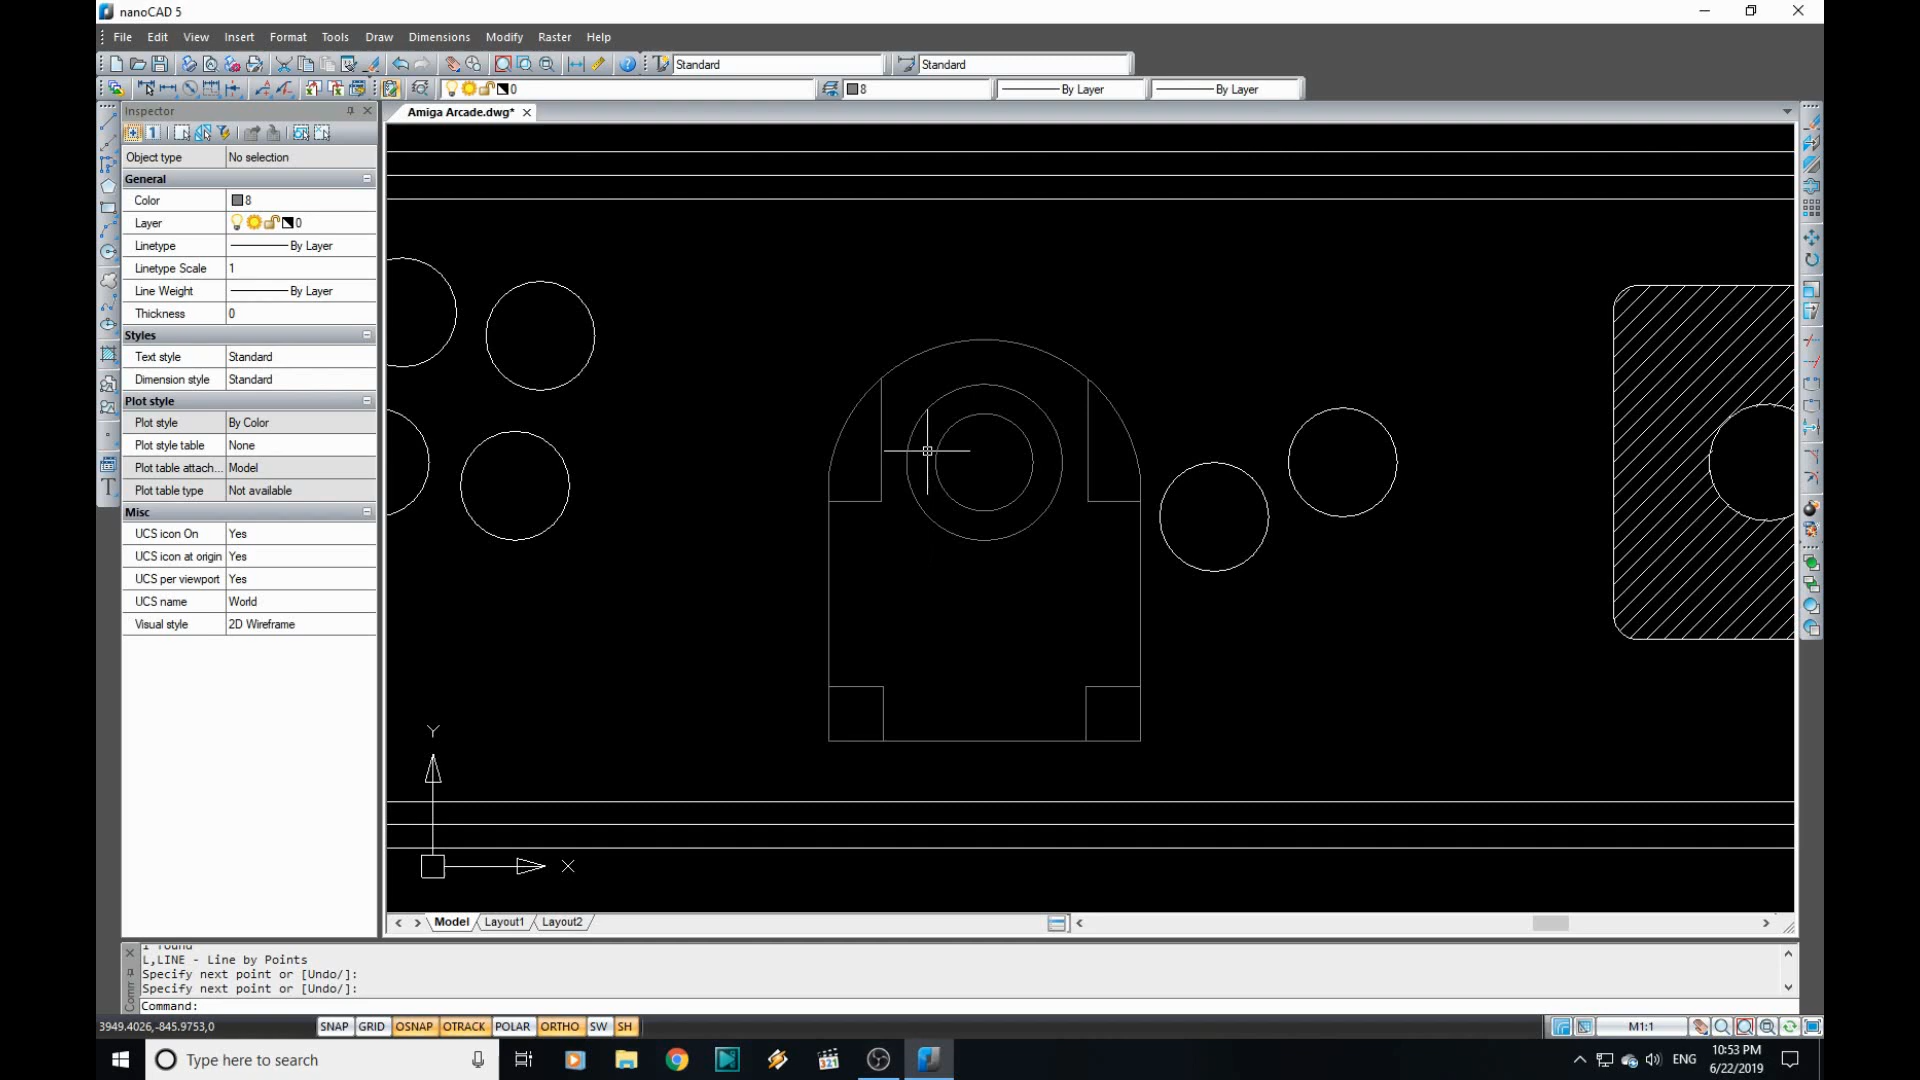 nanoCAD 5
File Edit View Insert Format Tools Draw Dimensions Modify Raster Help
Standard Standard
0 8 By Layer By Layer
Inspector
Amiga Arcade.dwg*
1
Object type No selection
General
Color 8
Layer 0
Linetype By Layer
Linetype Scale 1
Line Weight By Layer
Thickness 0
Styles
Text style Standard
Dimension style Standard
Plot style
Plot style By Color
Plot style table None
Plot table attach... Model
Plot table type Not available
Misc
UCS icon On Yes
UCS icon at origin Yes
UCS per viewport Yes
UCS name World
Visual style 2D Wireframe
Y
X
Model Layout1 Layout2
1 found
L,LINE - Line by Points
Specify next point or [Undo/]:
Specify next point or [Undo/]:
Comm
Command:
3949.4026,-845.9753,0 SNAP GRID OSNAP OTRACK POLAR ORTHO SW SH M1:1
Type here to search
321
ENG
10:53 PM
6/22/2019